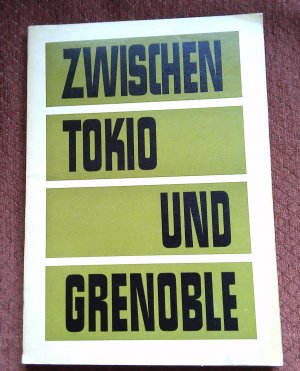 ZWISCHEN
TOKIO
UND
GRENOBLE